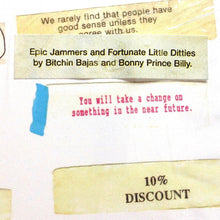 We rarely find that people have
good sense unless they
agree with us.
Epic Jammers and Fortunate Little Ditties
by Bitchin Bajas and Bonny Prince Billy.
You will take a change on
something in the near future.
10%
DISCOUNT